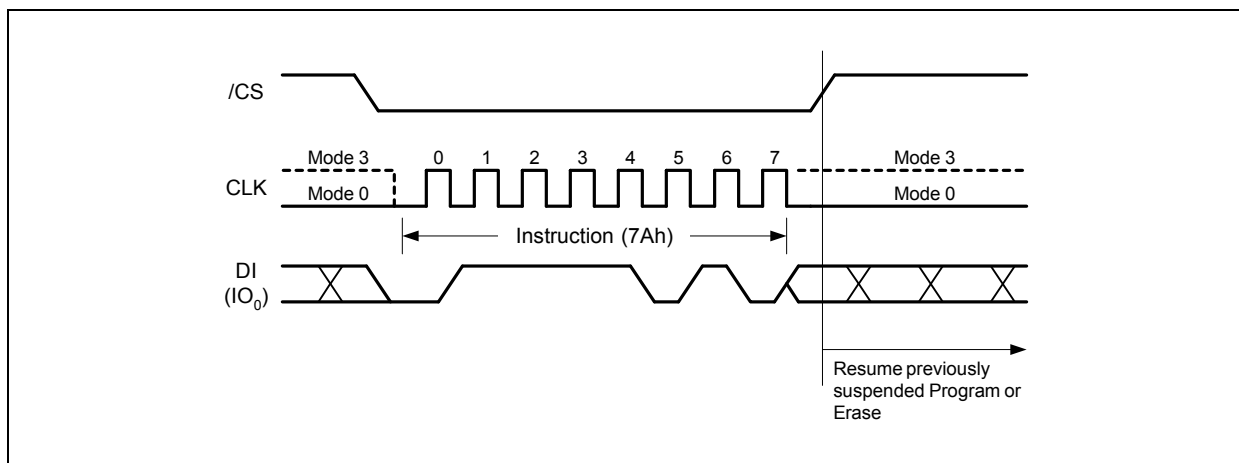 /CS
Mode 3 0 1 2 3 4 5 6 7 Mode 3
CLK
Mode 0 Mode 0
Instruction (7Ah)
DI
(IO₀)
Resume previously
suspended Program or
Erase